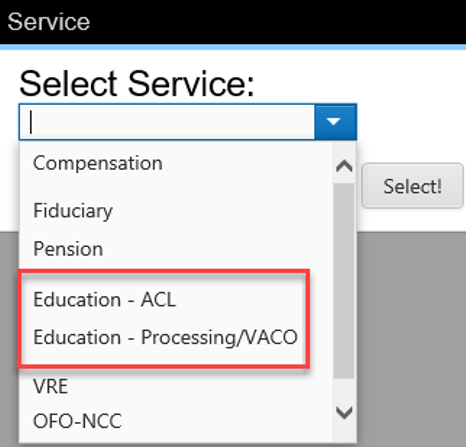 Service
Select Service:
Compensation
Select!
Fiduciary
Pension
Education - ACL
Education - Processing/VACO
VRE
OFO-NCC